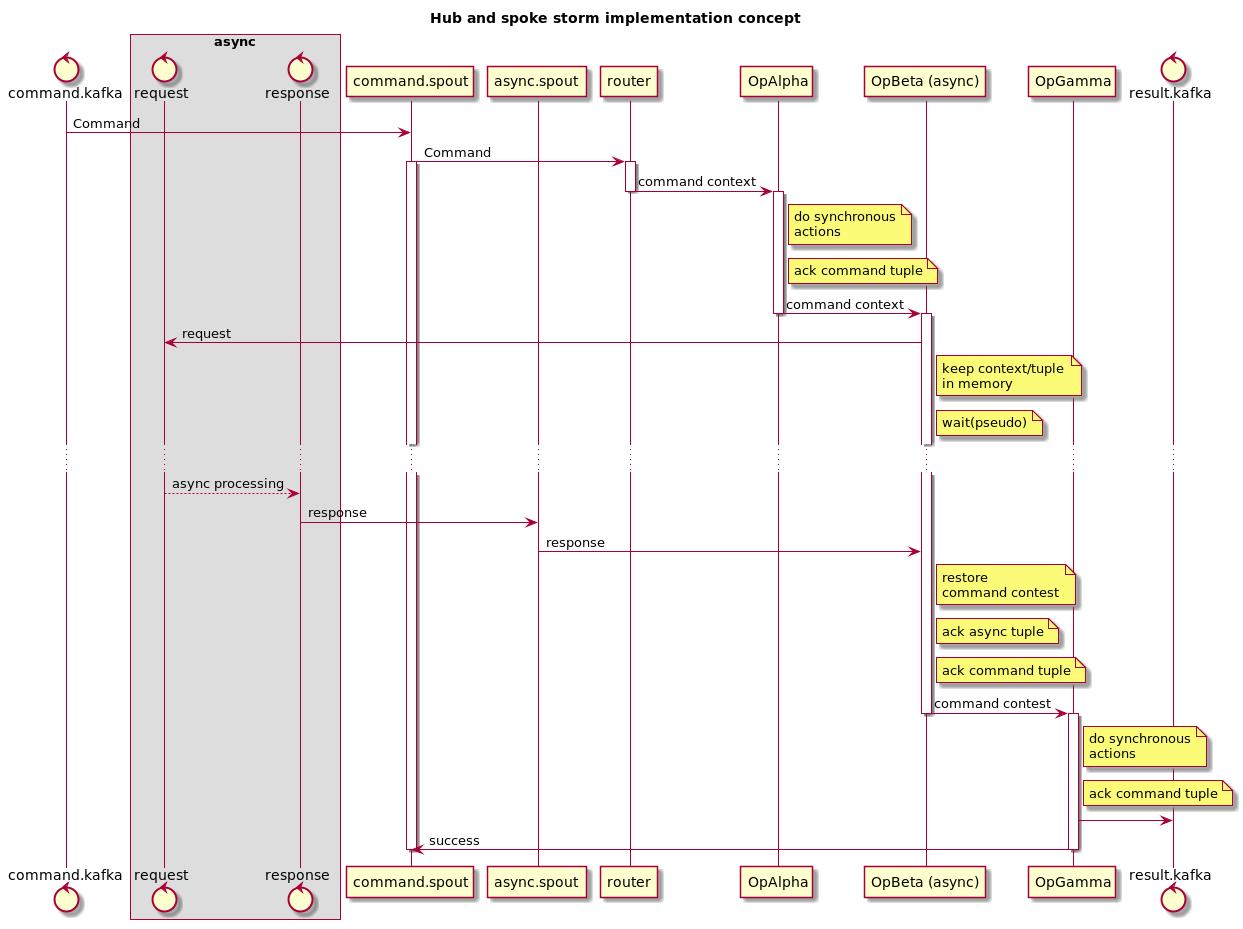 Hub and spoke storm implementation concept
async
command.kafka
request
response
command.spout
async.spout
router
OpAlpha
OpBeta (async)
OpGamma
result.kafka
Command
Command
command context
do synchronous
actions
ack command tuple
command context
request
keep context/tuple
in memory
wait(pseudo)
async processing
response
response
restore
command contest
ack async tuple
ack command tuple
command contest
do synchronous
actions
ack command tuple
success
command.kafka
request
response
command.spout
async.spout
router
OpAlpha
OpBeta (async)
OpGamma
result.kafka